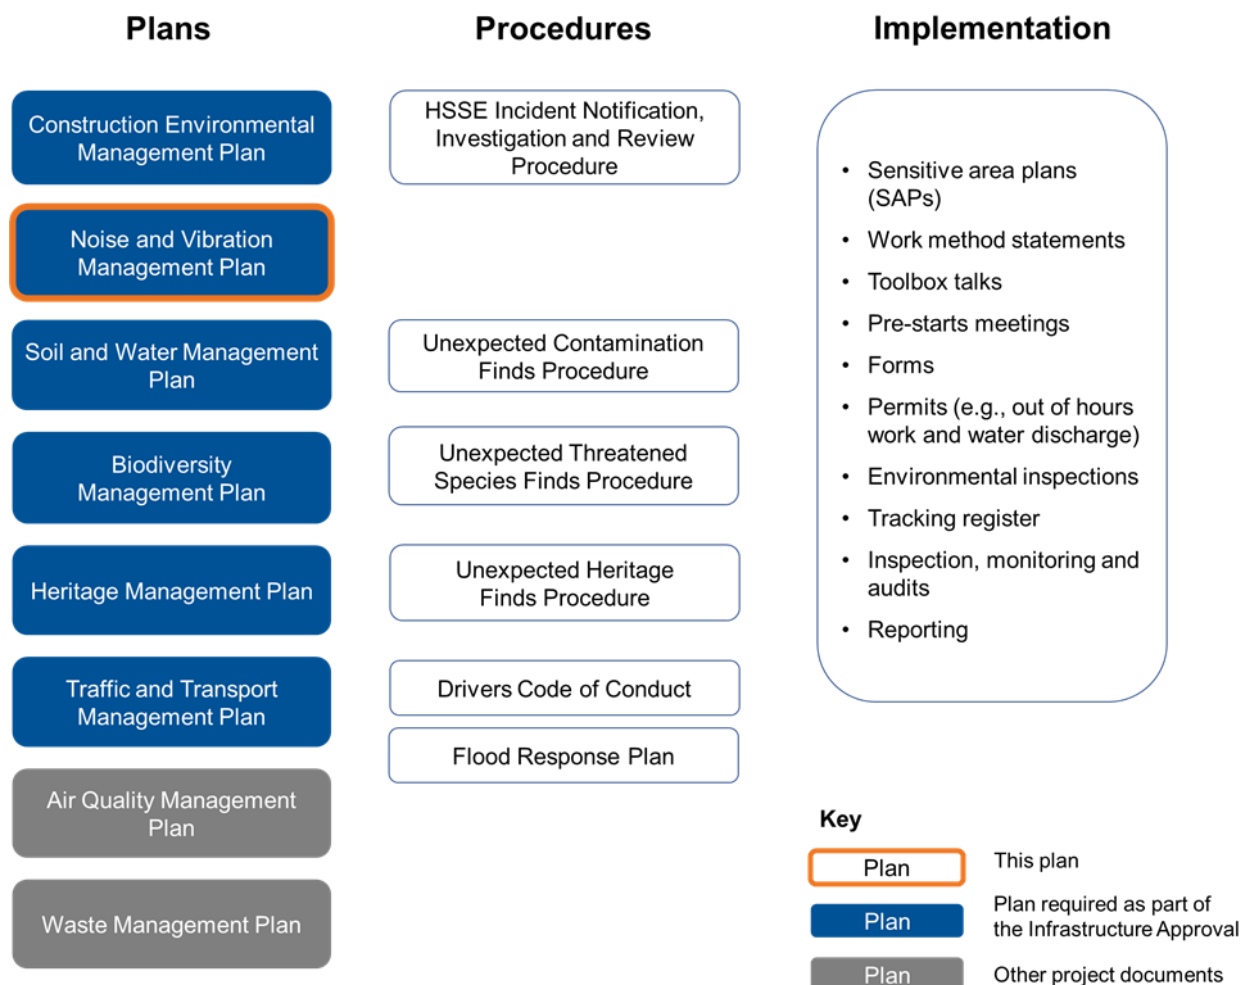 Plans
Procedures
Implementation
Construction Environmental
Management Plan
Noise and Vibration
Management Plan
Soil and Water Management
Plan
Biodiversity
Management Plan
Heritage Management Plan
Traffic and Transport
Management Plan
Air Quality Management
Plan
Waste Management Plan
HSSE Incident Notification,
Investigation and Review
Procedure
Unexpected Contamination
Finds Procedure
Unexpected Threatened
Species Finds Procedure
Unexpected Heritage
Finds Procedure
Drivers Code of Conduct
Flood Response Plan
• Sensitive area plans
(SAPs)
• Work method statements
• Toolbox talks
• Pre-starts meetings
• Forms
• Permits (e.g., out of hours
work and water discharge)
• Environmental inspections
• Tracking register
• Inspection, monitoring and
audits
• Reporting
Key
Plan
This plan
Plan
Plan required as part of
the Infrastructure Approval
Plan
Other project documents